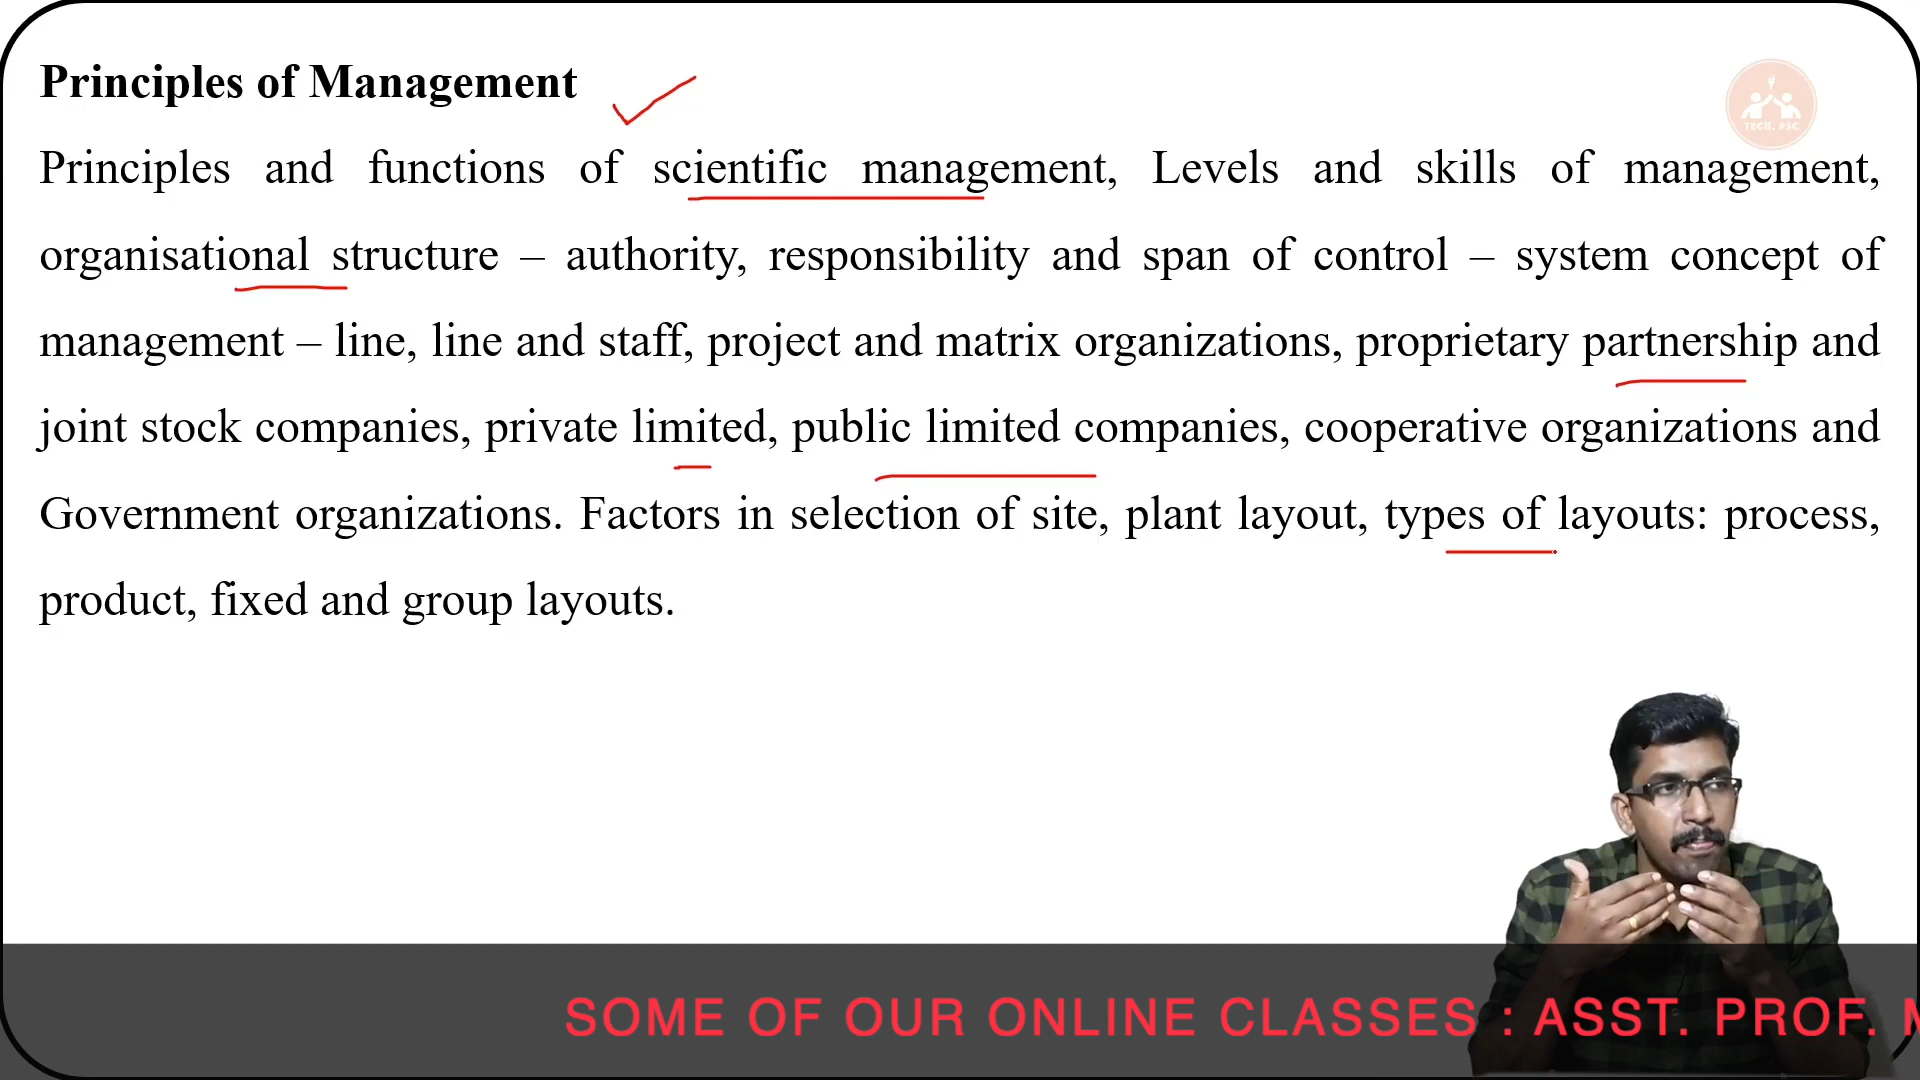 Principles of Management
TECH. PSC
Principles and functions of scientific management, Levels and skills of management,
organisational structure – authority, responsibility and span of control – system concept of
management – line, line and staff, project and matrix organizations, proprietary partnership and
joint stock companies, private limited, public limited companies, cooperative organizations and
Government organizations. Factors in selection of site, plant layout, types of layouts: process,
product, fixed and group layouts.
SOME OF OUR ONLINE CLASSES : ASST. PROF.